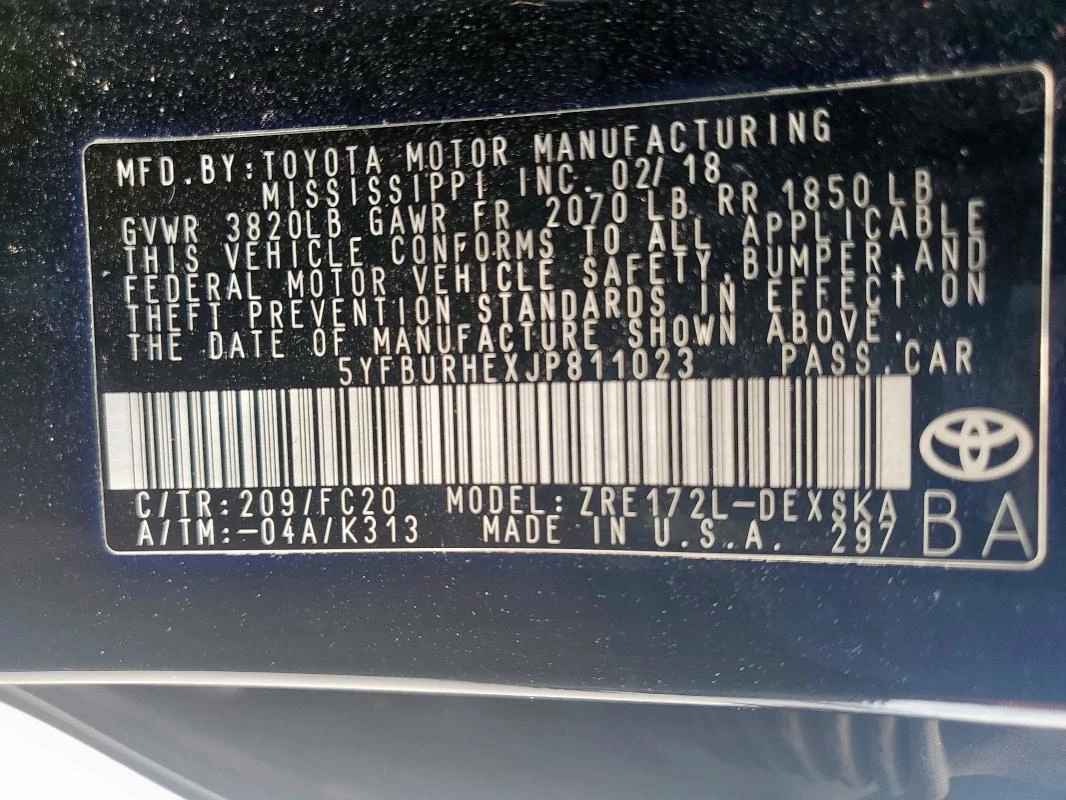 MFD.BY:TOYOTA MOTOR MANUFACTURING
MISSISSIPPI INC. 02/18
GVWR 3820LB GAWR FR 2070 LB RR 1850 LB
THIS VEHICLE CONFORMS TO ALL APPLICABLE
FEDERAL MOTOR VEHICLE SAFETY,BUMPER,AND
THEFT PREVENTION STANDARDS IN EFFECT ON
THE DATE OF MANUFACTURE SHOWN ABOVE.
5YFBURHEXJP811023 PASS.CAR
C/TR:209/FC20 MODEL:ZRE172L-DEXSKA
A/TM:-04A/K313 MADE IN U.S.A. 297
BA